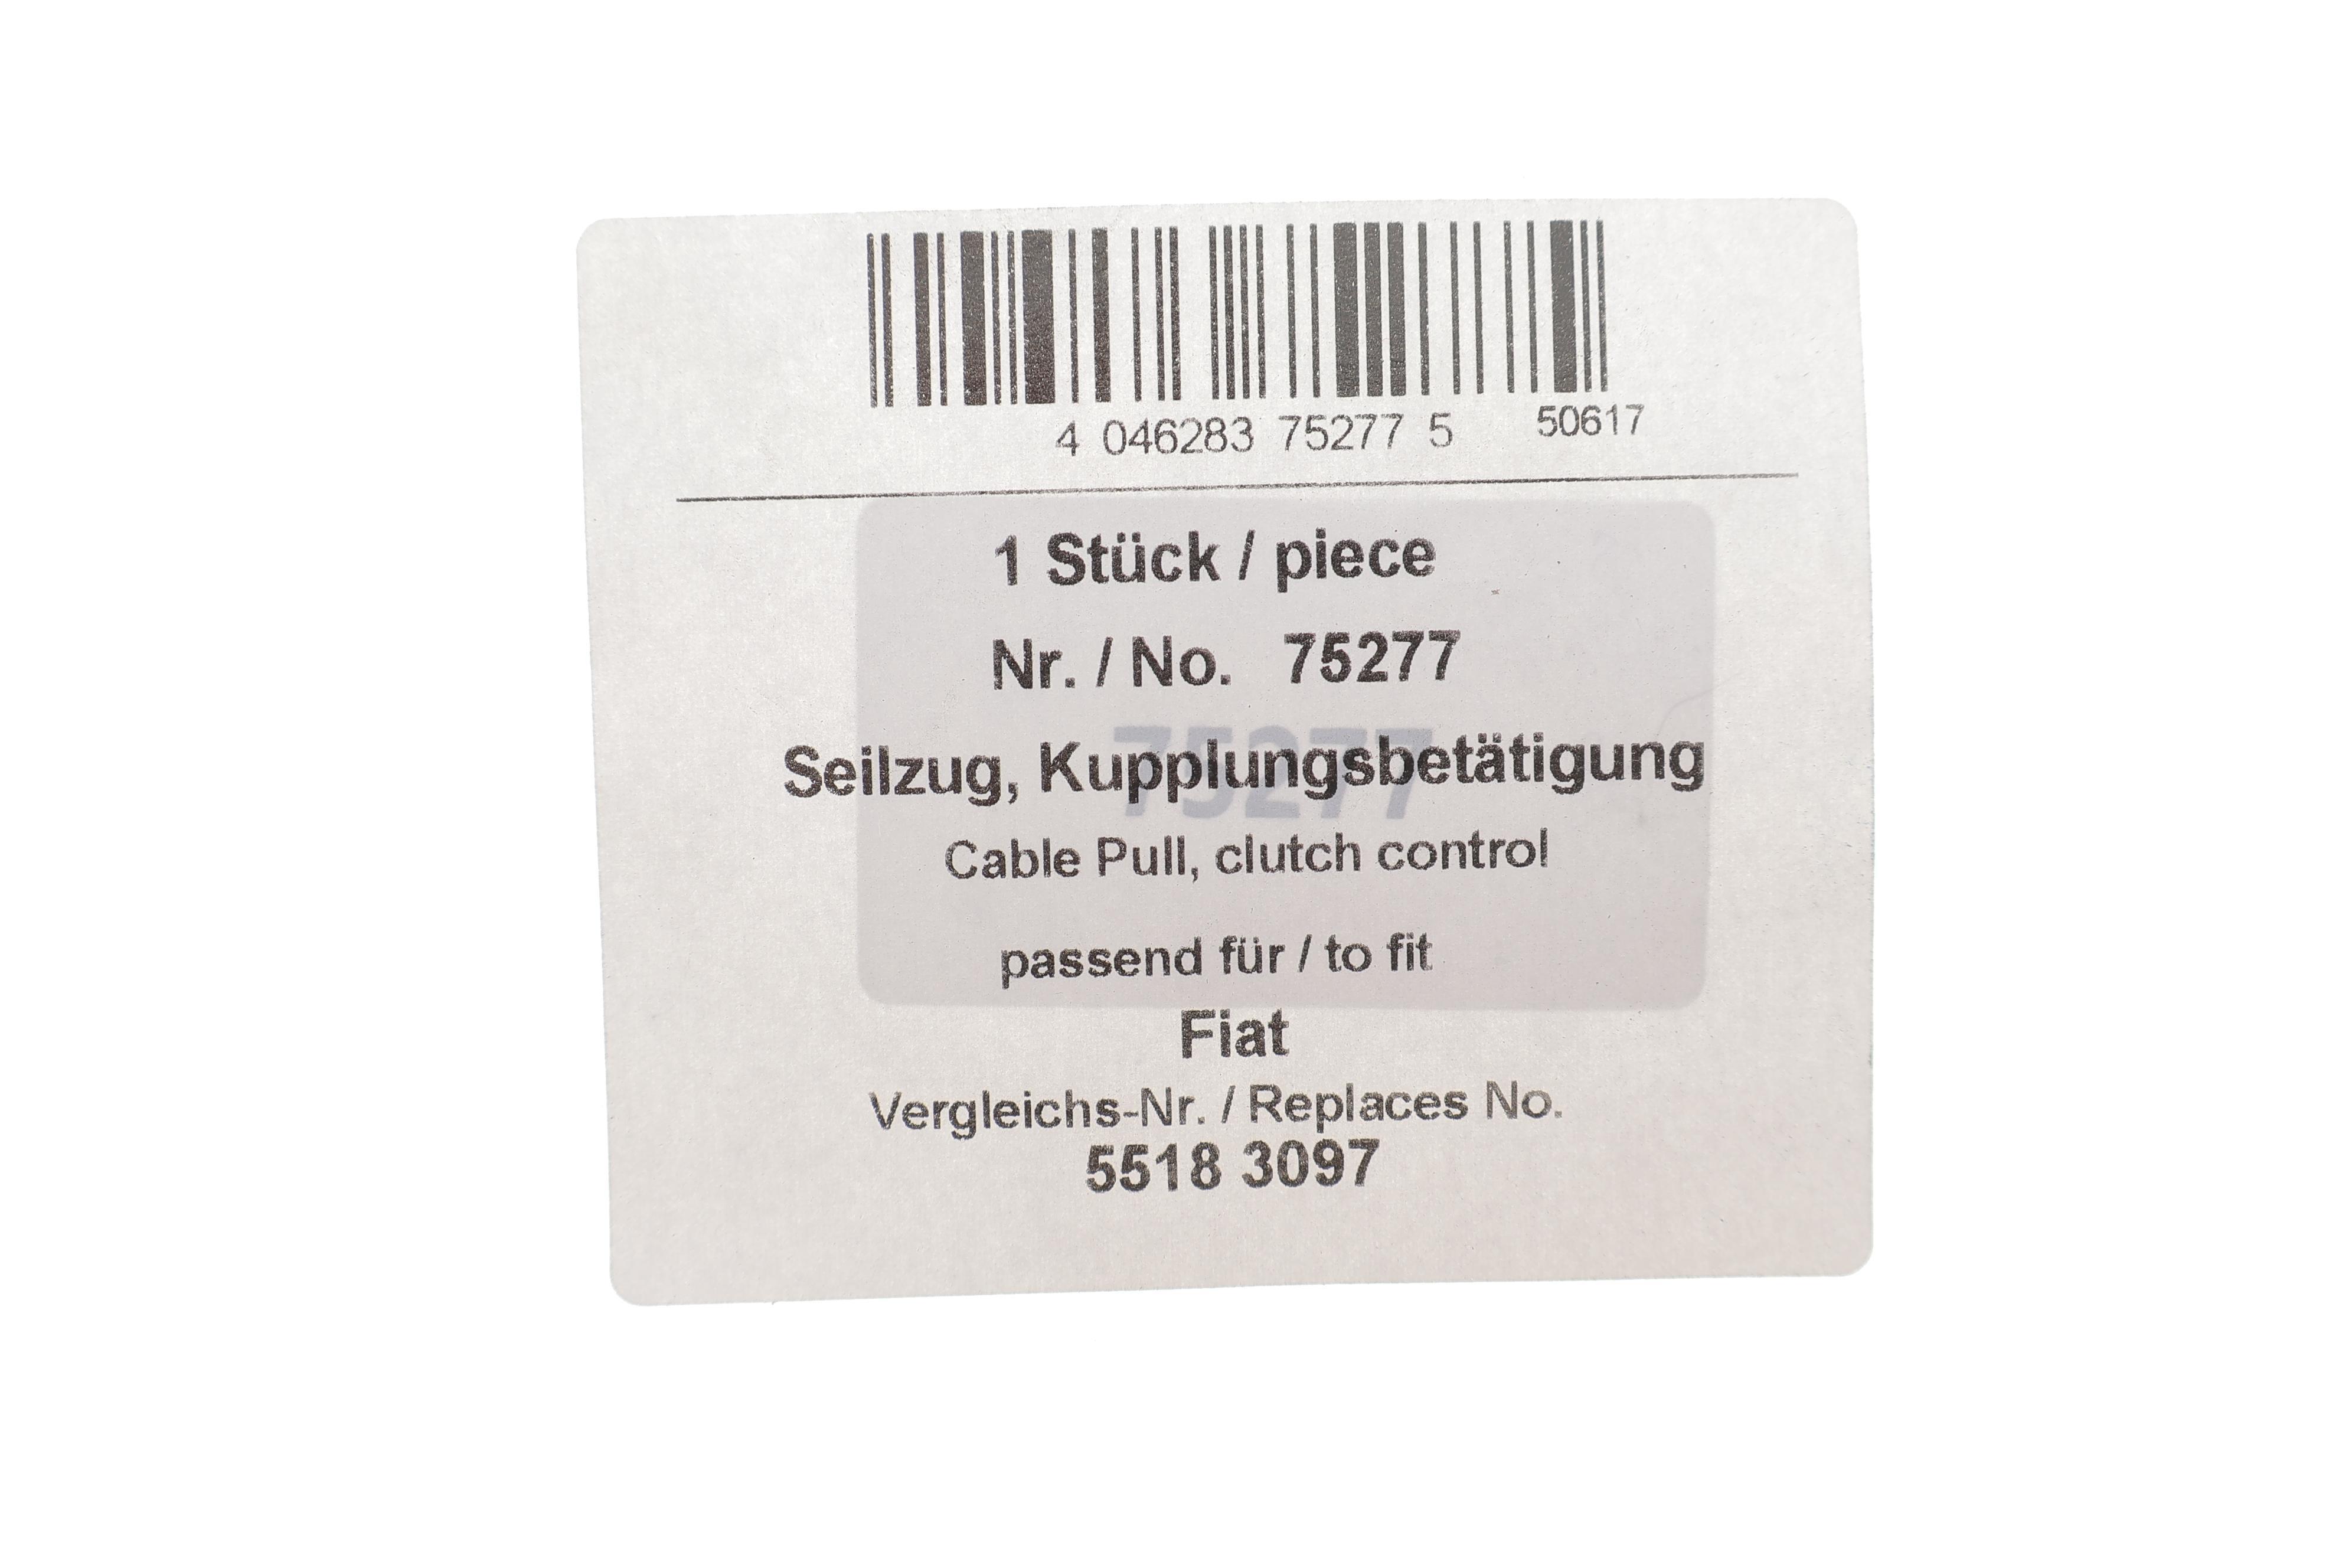 4 046283 75277 5 50617
1 Stück / piece
Nr. / No. 75277
75277
Seilzug, Kupplungsbetätigung
Cable Pull, clutch control
passend für / to fit
Fiat
Vergleichs-Nr. / Replaces No.
5518 3097